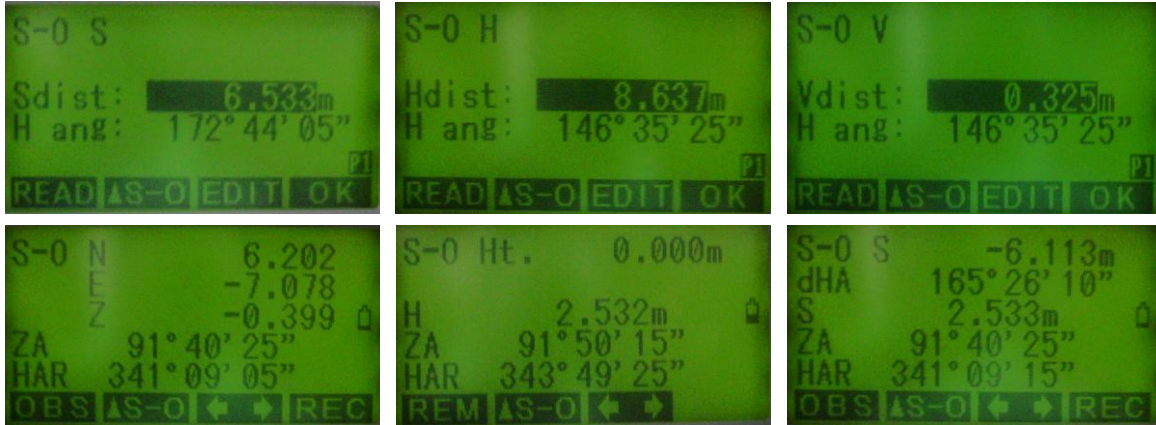 S-O S
Sdist: 6.533m
H ang: 172°44'05"
P1
READ ▲S-O EDIT OK
S-O H
Hdist: 8.637m
H ang: 146°35'25"
P1
READ ▲S-O EDIT OK
S-O V
Vdist: 0.325m
H ang: 146°35'25"
P1
READ ▲S-O EDIT OK
S-O N 6.202
E -7.078
Z -0.399
ZA 91°40'25"
HAR 341°09'05"
OBS ▲S-O ← → REC
S-O Ht. 0.000m
H 2.532m
ZA 91°50'15"
HAR 343°49'25"
REM ▲S-O ← →
S-O S -6.113m
dHA 165°26'10"
S 2.533m
ZA 91°40'25"
HAR 341°09'15"
OBS ▲S-O ← → REC